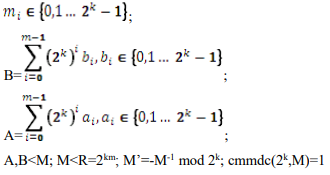 mᵢ ∈ {0,1 ... 2ᵏ − 1};
B=∑_{i=0}^{m−1} (2ᵏ)ⁱ bᵢ, bᵢ ∈ {0,1 ... 2ᵏ − 1} ;
A=∑_{i=0}^{m−1} (2ᵏ)ⁱ aᵢ, aᵢ ∈ {0,1 ... 2ᵏ − 1} ;
A,B<M; M<R=2ᵏᵐ; M’=-M⁻¹ mod 2ᵏ; cmmdc(2ᵏ,M)=1